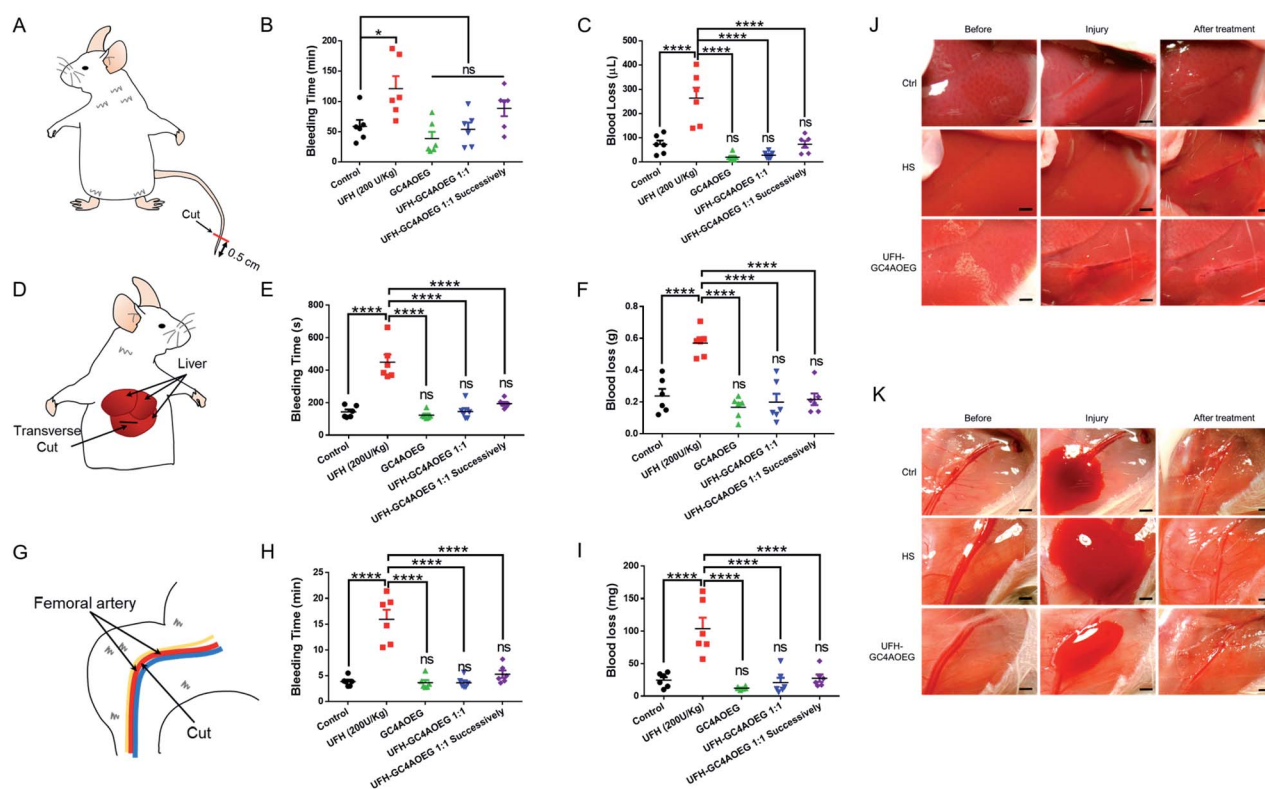 A
Cut
0.5 cm
B
Bleeding Time (min)
200
150
100
50
0
*
ns
Control
UFH (200 U/Kg)
GC4AOEG
UFH-GC4AOEG 1:1
UFH-GC4AOEG 1:1 Successively
C
Blood Loss (μL)
500
400
300
200
100
0
****
****
****
****
ns
ns
ns
Control
UFH (200 U/Kg)
GC4AOEG
UFH-GC4AOEG 1:1
UFH-GC4AOEG 1:1 Successively
D
Liver
Transverse
Cut
E
Bleeding Time (s)
800
600
400
200
0
****
****
****
****
ns
ns
ns
Control
UFH (200U/Kg)
GC4AOEG
UFH-GC4AOEG 1:1
UFH-GC4AOEG 1:1 Successively
F
Blood loss (g)
0.8
0.6
0.4
0.2
0.0
****
****
****
****
ns
ns
ns
Control
UFH (200U/Kg)
GC4AOEG
UFH-GC4AOEG 1:1
UFH-GC4AOEG 1:1 Successively
G
Femoral artery
Cut
H
Bleeding Time (min)
25
20
15
10
5
0
****
****
****
****
ns
ns
ns
Control
UFH (200U/Kg)
GC4AOEG
UFH-GC4AOEG 1:1
UFH-GC4AOEG 1:1 Successively
I
Blood loss (mg)
200
150
100
50
0
****
****
****
****
ns
ns
ns
Control
UFH (200U/Kg)
GC4AOEG
UFH-GC4AOEG 1:1
UFH-GC4AOEG 1:1 Successively
J
Before
Injury
After treatment
Ctrl
HS
UFH-
GC4AOEG
K
Before
Injury
After treatment
Ctrl
HS
UFH-
GC4AOEG